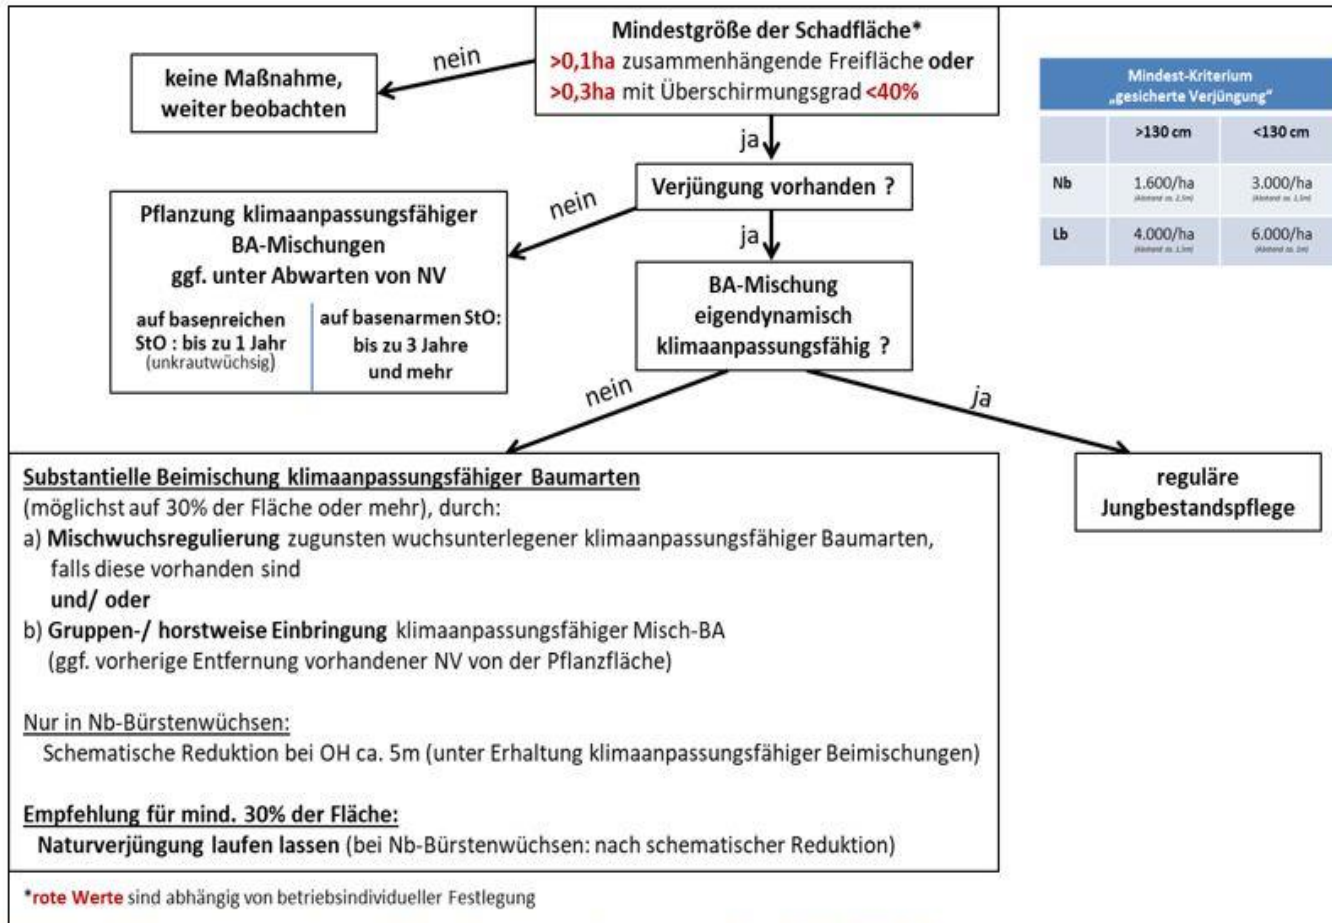 Mindestgröße der Schadfläche*
>0,1ha zusammenhängende Freifläche oder
>0,3ha mit Überschirmungsgrad <40%
nein
keine Maßnahme,
weiter beobachten
Mindest-Kriterium
„gesicherte Verjüngung“
>130 cm <130 cm
Nb 1.600/ha 3.000/ha
Lb 4.000/ha 6.000/ha
ja
Verjüngung vorhanden ?
nein
Pflanzung klimaanpassungsfähiger
BA-Mischungen
ggf. unter Abwarten von NV
auf basenreichen
StO : bis zu 1 Jahr
(unkrautwüchsig)
auf basenarmen StO:
bis zu 3 Jahre
und mehr
ja
BA-Mischung
eigendynamisch
klimaanpassungsfähig ?
nein
ja
Substantielle Beimischung klimaanpassungsfähiger Baumarten
(möglichst auf 30% der Fläche oder mehr), durch:
a) Mischwuchsregulierung zugunsten wuchsunterlegener klimaanpassungsfähiger Baumarten,
falls diese vorhanden sind
und/ oder
b) Gruppen-/ horstweise Einbringung klimaanpassungsfähiger Misch-BA
(ggf. vorherige Entfernung vorhandener NV von der Pflanzfläche)
Nur in Nb-Bürstenwüchsen:
Schematische Reduktion bei OH ca. 5m (unter Erhaltung klimaanpassungsfähiger Beimischungen)
Empfehlung für mind. 30% der Fläche:
Naturverjüngung laufen lassen (bei Nb-Bürstenwüchsen: nach schematischer Reduktion)
reguläre
Jungbestandspflege
*rote Werte sind abhängig von betriebsindividueller Festlegung